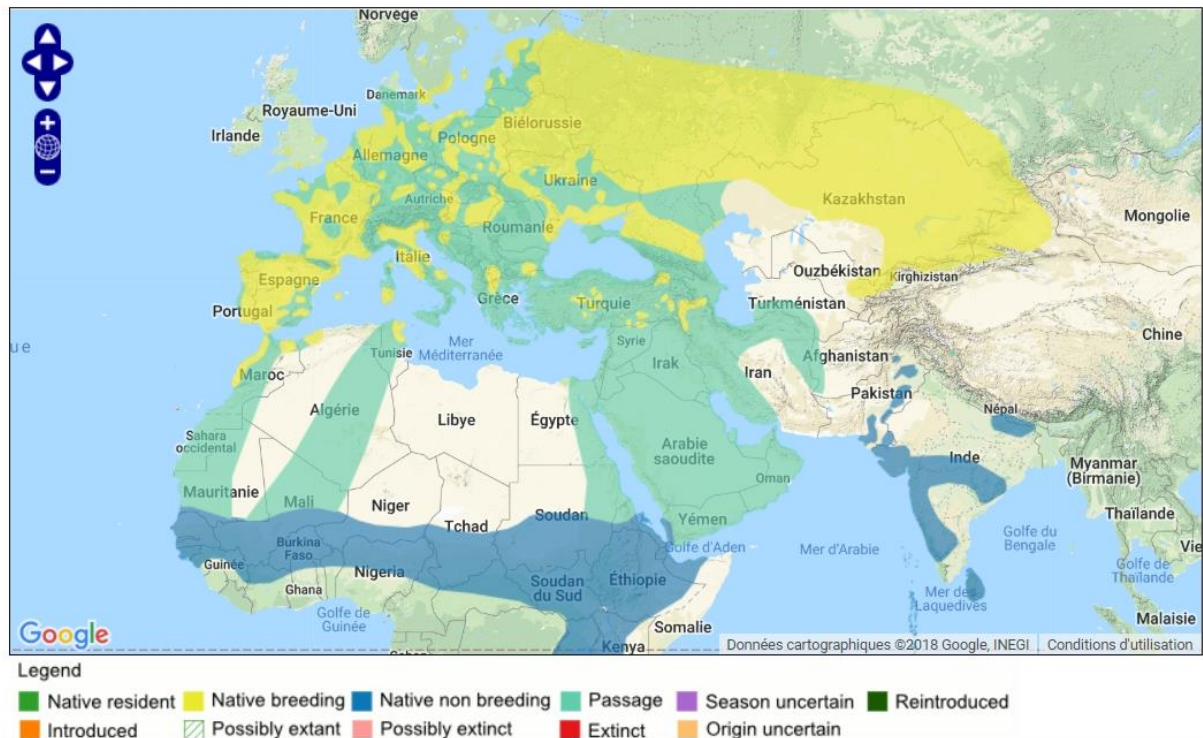 Norvège
Danemark
Royaume-Uni
Irlande
Biélorussie
Pologne
Allemagne
Ukraine
Kazakhstan
Mongolie
France
Autriche
Roumanie
Italie
Ouzbékistan
Kirghizistan
Espagne
Portugal
Grèce
Turquie
Turkménistan
Chine
Mer
Méditerranée
Tunisie
Syrie
Irak
Iran
Afghanistan
Maroc
Pakistan
Algérie
Libye
Égypte
Népal
Sahara
occidental
Arabie
saoudite
Oman
Inde
Myanmar
(Birmanie)
Mauritanie
Mali
Niger
Tchad
Soudan
Yémen
Thaïlande
Golfe d'Aden
Mer d'Arabie
Golfe du
Bengale
Vie
Burkina
Faso
Guinée
Nigeria
Ghana
Soudan
du Sud
Éthiopie
Golfe de
Thaïlande
Mer des
Laquedives
Golfe de
Guinée
Somalie
Kenya
Malaisie
ue
Google
Données cartographiques ©2018 Google, INEGI
Conditions d'utilisation
Legend
Native resident Native breeding Native non breeding Passage Season uncertain Reintroduced
Introduced Possibly extant Possibly extinct Extinct Origin uncertain